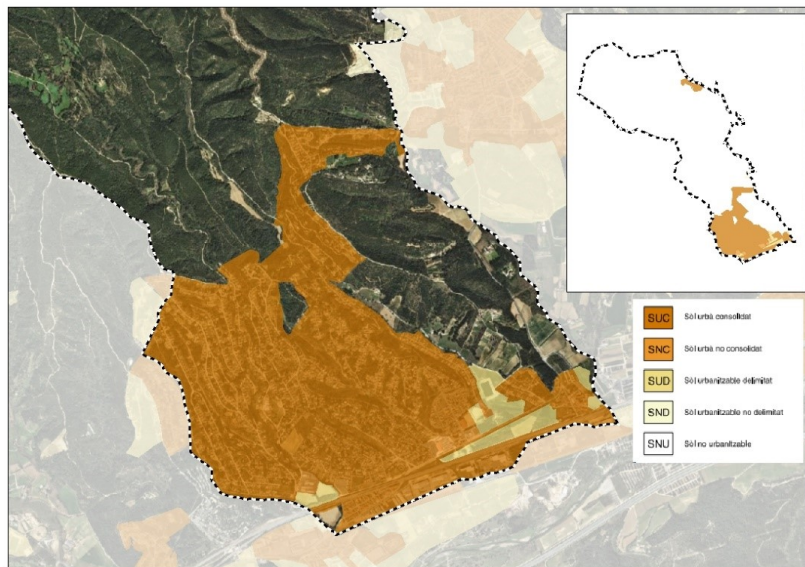 SUC Sòl urbà consolidat
SNC Sòl urbà no consolidat
SUD Sòl urbanitzable delimitat
SND Sòl urbanitzable no delimitat
SNU Sòl no urbanitzable